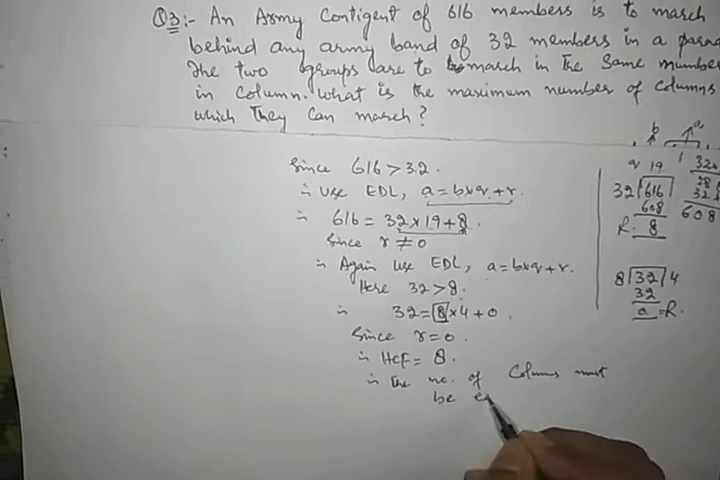 Q3:- An Army Contigent of 616 members is to march
behind any army band of 32 members in a parad
The two groups are to march in the same number
in column. What is the maximum number of columns
which they can march?
Since 616 > 32.
∴ Use EDL, a = b×q + r.
∴ 616 = 32×19 + 8.
Since r ≠ 0
∴ Again Use EDL, a = b×q + r.
Here 32 > 8.
∴ 32 = 8×4 + 0.
Since r = 0.
∴ HCF = 8.
∴ The no. of Columns must
be e
b
q 19
32) 616
608
R. 8
28
32
608
8) 32 ( 4
32
= R.